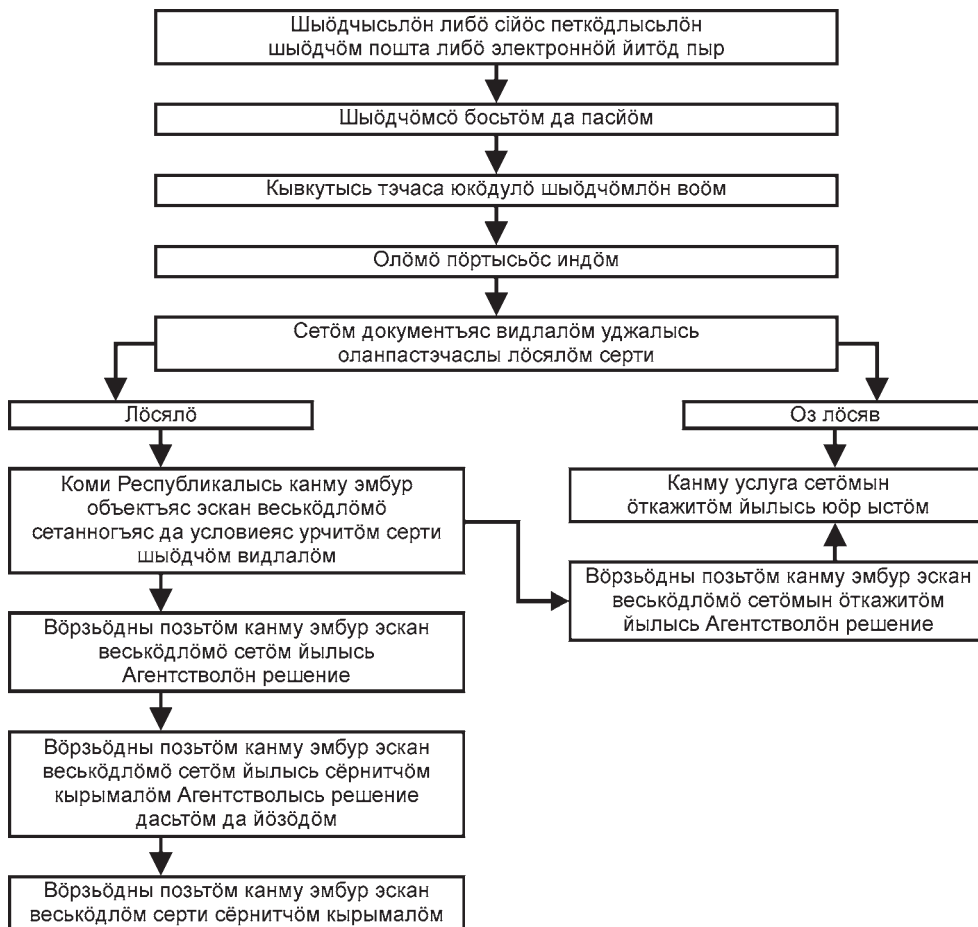 Шыӧдчысьлӧн либӧ сійӧс петкӧдлысьлӧн
шыӧдчӧм пошта либӧ электроннӧй йитӧд пыр
Шыӧдчӧмсӧ босьтӧм да пасйӧм
Кывкутысь тэчаса юкӧдулӧ шыӧдчӧмлӧн воӧм
Олӧмӧ пӧртысьӧс индӧм
Сетӧм документъяс видлалӧм уджалысь
оланпастэчаслы лӧсялӧм серти
Лӧсялӧ
Оз лӧсяв
Коми Республикалысь канму эмбур
объектъяс эскан веськӧдлӧмӧ
сетанногъяс да условиеяс урчитӧм серти
шыӧдчӧм видлалӧм
Канму услуга сетӧмын
ӧткажитӧм йылысь юӧр ыстӧм
Вӧрзьӧдны позьтӧм канму эмбур эскан
веськӧдлӧмӧ сетӧмын ӧткажитӧм
йылысь Агентстволӧн решение
Вӧрзьӧдны позьтӧм канму эмбур эскан
веськӧдлӧмӧ сетӧм йылысь
Агентстволӧн решение
Вӧрзьӧдны позьтӧм канму эмбур эскан
веськӧдлӧмӧ сетӧм йылысь сёрнитчӧм
кырымалӧм Агентстволысь решение
дасьтӧм да йӧзӧдӧм
Вӧрзьӧдны позьтӧм канму эмбур эскан
веськӧдлӧм серти сёрнитчӧм кырымалӧм